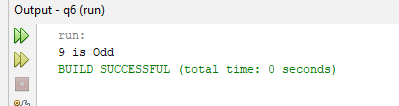 Output - q6 (run)
run:
9 is Odd
BUILD SUCCESSFUL (total time: 0 seconds)